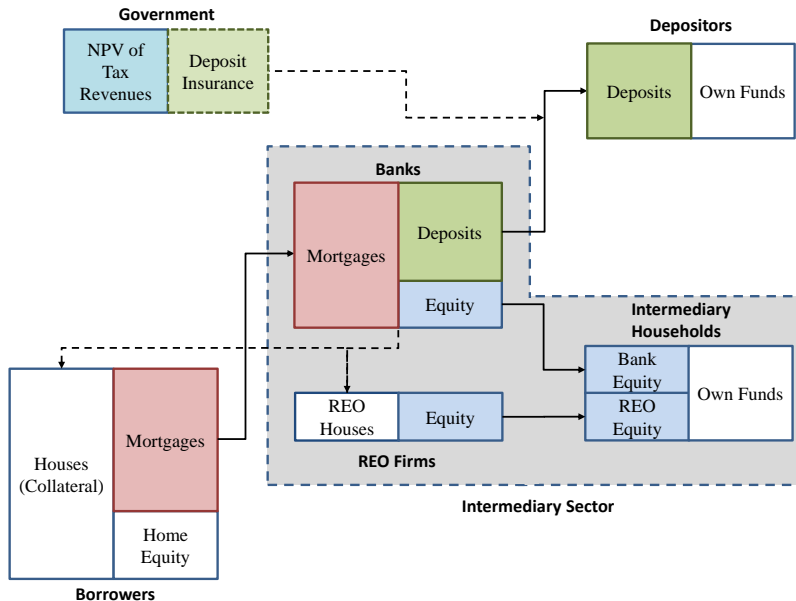 Government
NPV of
Tax
Revenues
Deposit
Insurance
Depositors
Deposits
Own Funds
Banks
Mortgages
Deposits
Equity
Intermediary
Households
Bank
Equity
REO
Equity
Own Funds
REO
Houses
Equity
REO Firms
Intermediary Sector
Houses
(Collateral)
Mortgages
Home
Equity
Borrowers